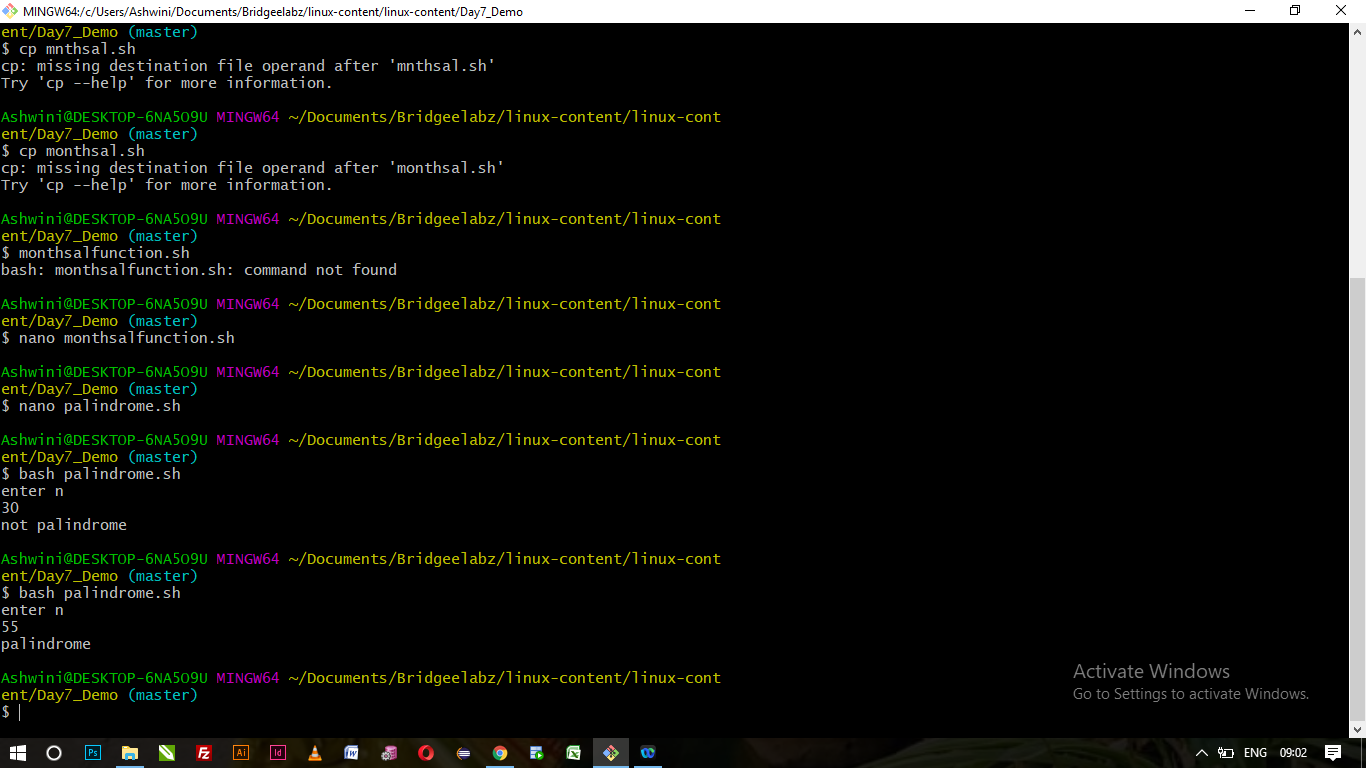 MINGW64:/c/Users/Ashwini/Documents/Bridgeelabz/linux-content/linux-content/Day7_Demo
ent/Day7_Demo (master)
$ cp mnthsal.sh
cp: missing destination file operand after 'mnthsal.sh'
Try 'cp --help' for more information.
Ashwini@DESKTOP-6NA5O9U MINGW64 ~/Documents/Bridgeelabz/linux-content/linux-cont
ent/Day7_Demo (master)
$ cp monthsal.sh
cp: missing destination file operand after 'monthsal.sh'
Try 'cp --help' for more information.
Ashwini@DESKTOP-6NA5O9U MINGW64 ~/Documents/Bridgeelabz/linux-content/linux-cont
ent/Day7_Demo (master)
$ monthsalfunction.sh
bash: monthsalfunction.sh: command not found
Ashwini@DESKTOP-6NA5O9U MINGW64 ~/Documents/Bridgeelabz/linux-content/linux-cont
ent/Day7_Demo (master)
$ nano monthsalfunction.sh
Ashwini@DESKTOP-6NA5O9U MINGW64 ~/Documents/Bridgeelabz/linux-content/linux-cont
ent/Day7_Demo (master)
$ nano palindrome.sh
Ashwini@DESKTOP-6NA5O9U MINGW64 ~/Documents/Bridgeelabz/linux-content/linux-cont
ent/Day7_Demo (master)
$ bash palindrome.sh
enter n
30
not palindrome
Ashwini@DESKTOP-6NA5O9U MINGW64 ~/Documents/Bridgeelabz/linux-content/linux-cont
ent/Day7_Demo (master)
$ bash palindrome.sh
enter n
55
palindrome
Ashwini@DESKTOP-6NA5O9U MINGW64 ~/Documents/Bridgeelabz/linux-content/linux-cont
ent/Day7_Demo (master)
$
Activate Windows
Go to Settings to activate Windows.
Ps
Fz
Ai
Id
ENG
09:02